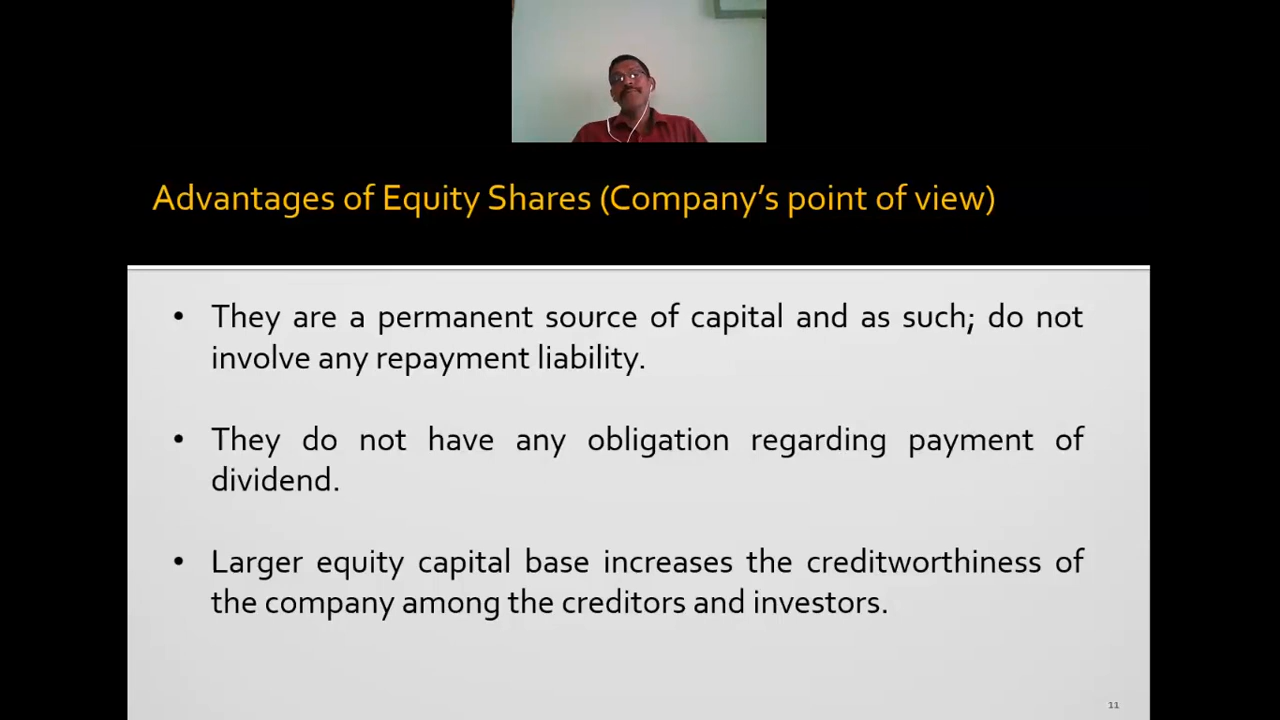 Advantages of Equity Shares (Company’s point of view)
• They are a permanent source of capital and as such; do not
involve any repayment liability.
• They do not have any obligation regarding payment of
dividend.
• Larger equity capital base increases the creditworthiness of
the company among the creditors and investors.
11